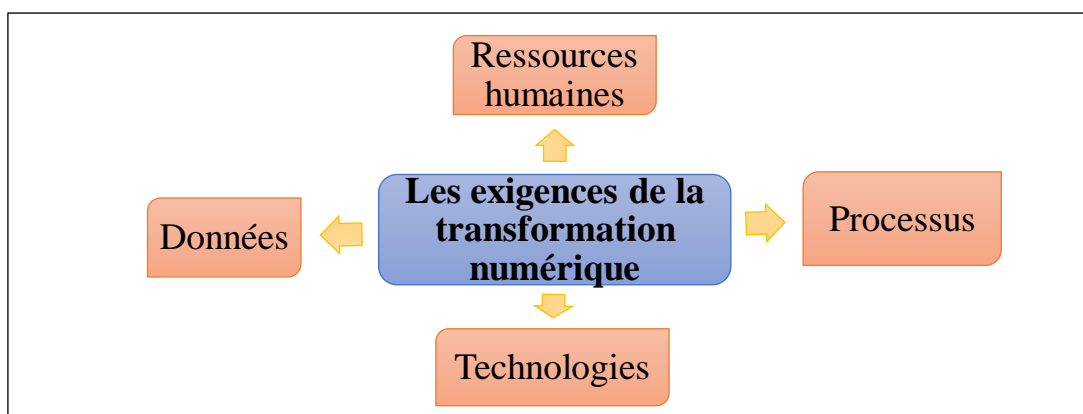 Ressources
humaines
Les exigences de la
transformation
numérique
Données
Processus
Technologies